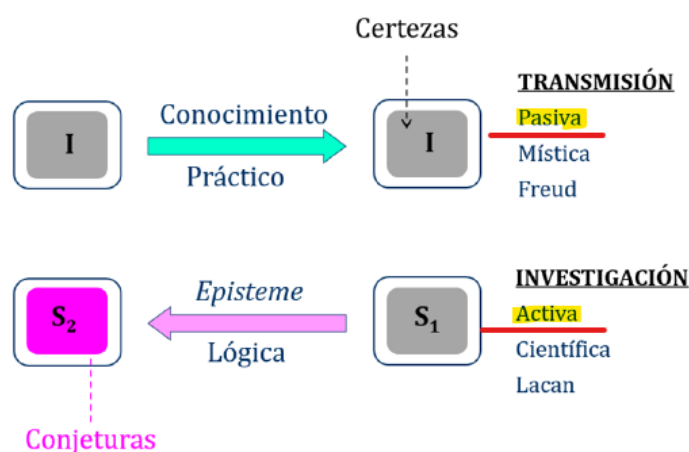 Certezas
I
Conocimiento
Práctico
I
TRANSMISIÓN
Pasiva
Mística
Freud
S₂
Episteme
Lógica
S₁
INVESTIGACIÓN
Activa
Científica
Lacan
Conjeturas